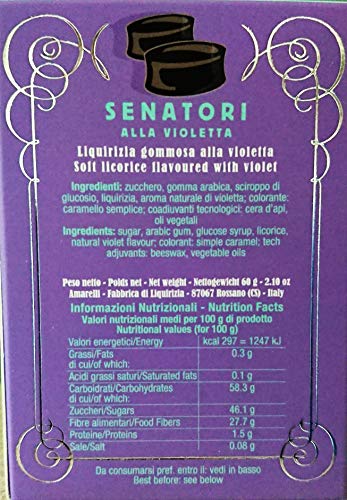 SENATORI
ALLA VIOLETTA
Liquirizia gommosa alla violetta
Soft licorice flavoured with violet
Ingredienti: zucchero, gomma arabica, sciroppo di
glucosio, liquirizia, aroma naturale di violetta; colorante:
caramello semplice; coadiuvanti tecnologici: cera d'api,
oli vegetali
Ingredients: sugar, arabic gum, glucose syrup, licorice,
natural violet flavour; colorant: simple caramel; tech
adjuvants: beeswax, vegetable oils
Peso netto - Poids net - Net weight - Nettogewicht 60 g - 2.10 oz
Amarelli - Fabbrica di Liquirizia - 87067 Rossano (CS) - Italy
Informazioni Nutrizionali - Nutrition Facts
Valori nutrizionali medi per 100 g di prodotto
Nutritional values (for 100 g)
Valori energetici/Energy kcal 297 = 1247 kJ
Grassi/Fats 0.3 g
di cui/of which:
Acidi grassi saturi/Saturated fats 0.1 g
Carboidrati/Carbohydrates 58.3 g
di cui/of which:
Zuccheri/Sugars 46.1 g
Fibre alimentari/Food Fibers 27.7 g
Proteine/Proteins 1.5 g
Sale/Salt 0.08 g
Da consumarsi pref. entro il: vedi in basso
Best before: see below